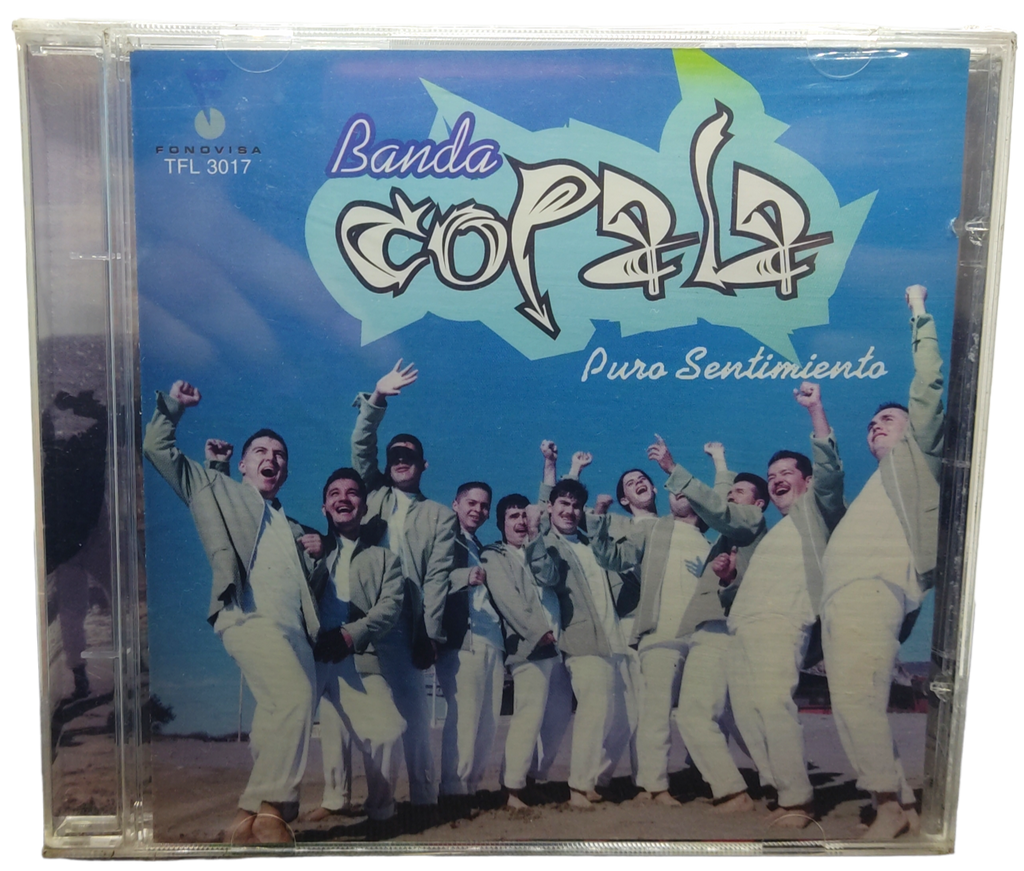 FONOVISA
TFL 3017
Banda
COPALA
Puro Sentimiento